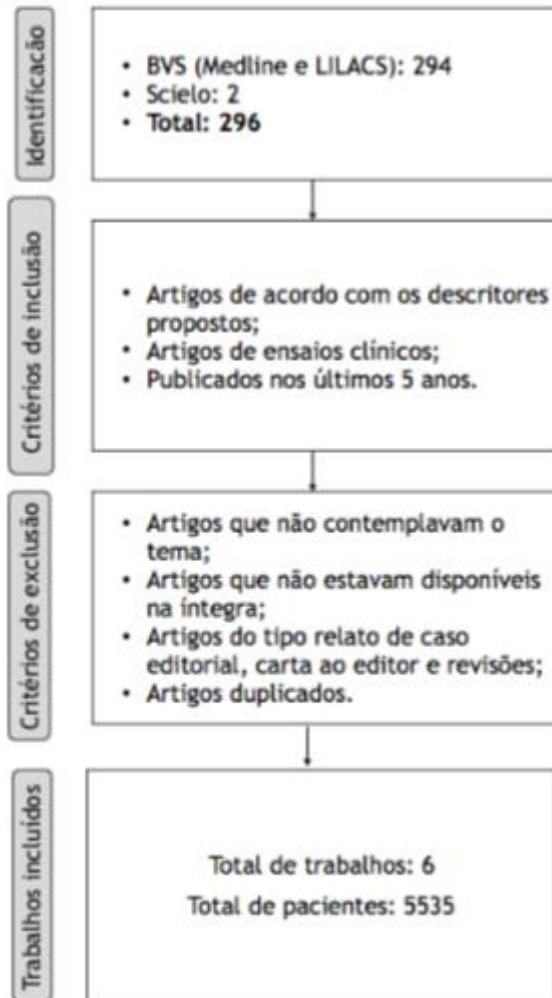 Identificacão
• BVS (Medline e LILACS): 294
• Scielo: 2
• Total: 296
Critérios de inclusão
• Artigos de acordo com os descritores
propostos;
• Artigos de ensaios clínicos;
• Publicados nos últimos 5 anos.
Critérios de exclusão
• Artigos que não contemplavam o
tema;
• Artigos que não estavam disponíveis
na íntegra;
• Artigos do tipo relato de caso
editorial, carta ao editor e revisões;
• Artigos duplicados.
Trabalhos incluídos
Total de trabalhos: 6
Total de pacientes: 5535